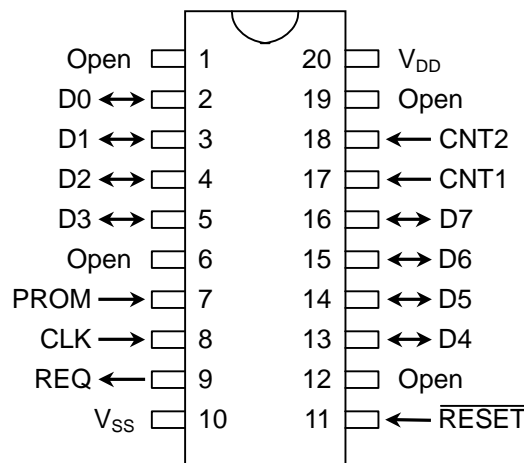 Open 1 20 VDD
D0 2 19 Open
D1 3 18 CNT2
D2 4 17 CNT1
D3 5 16 D7
Open 6 15 D6
PROM 7 14 D5
CLK 8 13 D4
REQ 9 12 Open
VSS 10 11 RESET